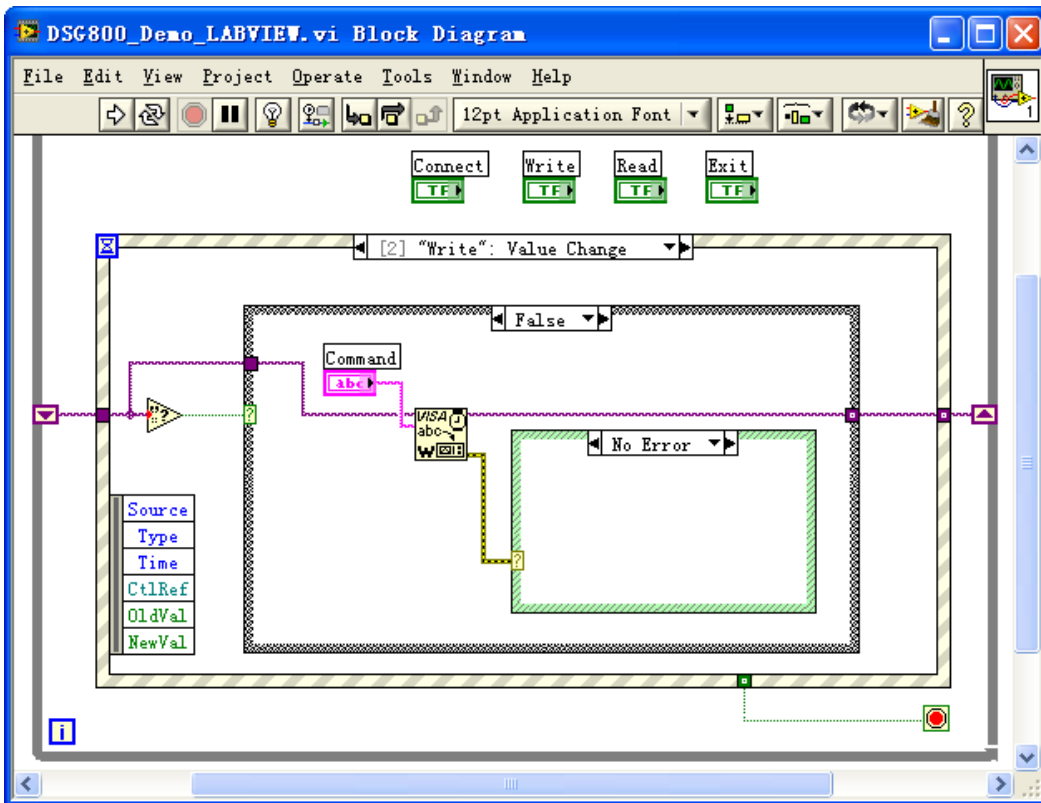 DSG800_Demo_LABVIEW.vi Block Diagram
File Edit View Project Operate Tools Window Help
12pt Application Font
1
Connect Write Read Exit
TF TF TF TF
[2] "Write": Value Change
False
Command
abc
"?
VISA
abc
W
?
No Error
?
Source
Type
Time
CtlRef
OldVal
NewVal
i